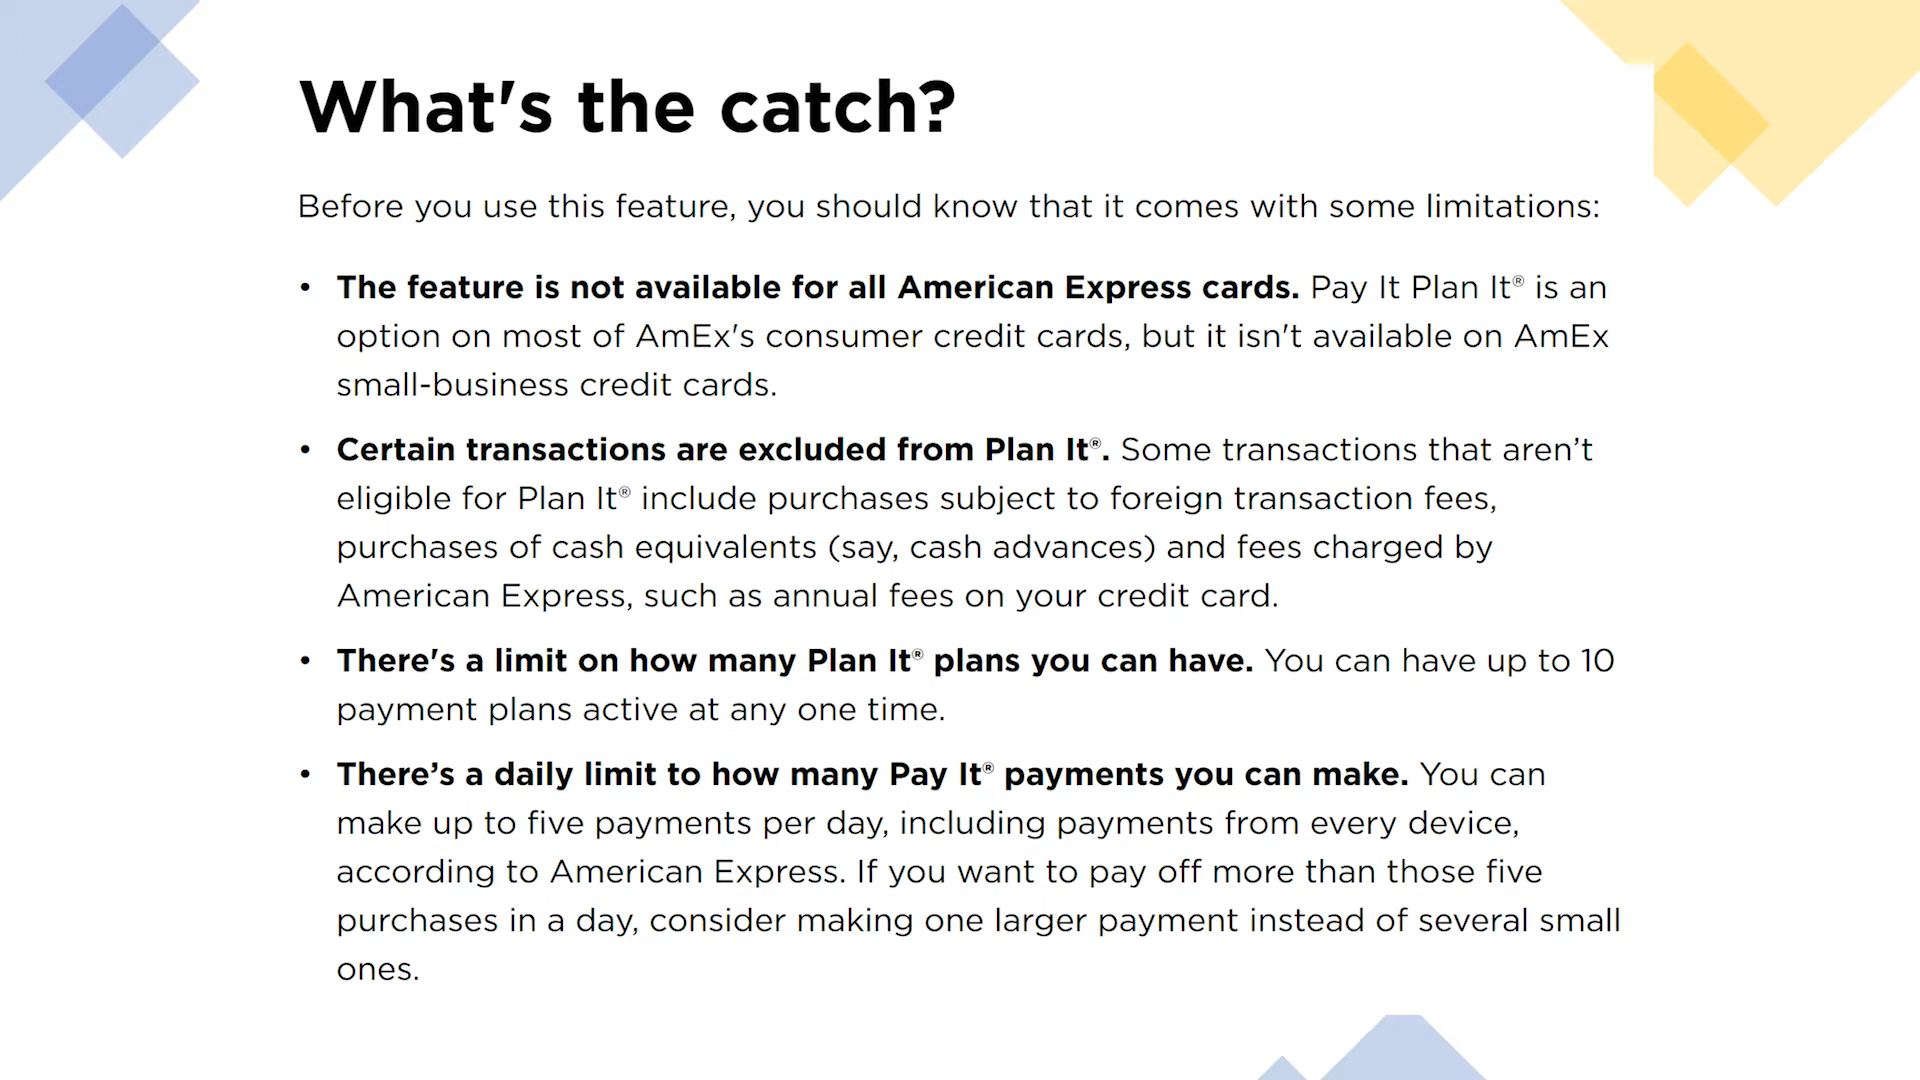 What's the catch?
Before you use this feature, you should know that it comes with some limitations:
• The feature is not available for all American Express cards. Pay It Plan It® is an
option on most of AmEx's consumer credit cards, but it isn't available on AmEx
small-business credit cards.
• Certain transactions are excluded from Plan It®. Some transactions that aren’t
eligible for Plan It® include purchases subject to foreign transaction fees,
purchases of cash equivalents (say, cash advances) and fees charged by
American Express, such as annual fees on your credit card.
• There's a limit on how many Plan It® plans you can have. You can have up to 10
payment plans active at any one time.
• There’s a daily limit to how many Pay It® payments you can make. You can
make up to five payments per day, including payments from every device,
according to American Express. If you want to pay off more than those five
purchases in a day, consider making one larger payment instead of several small
ones.